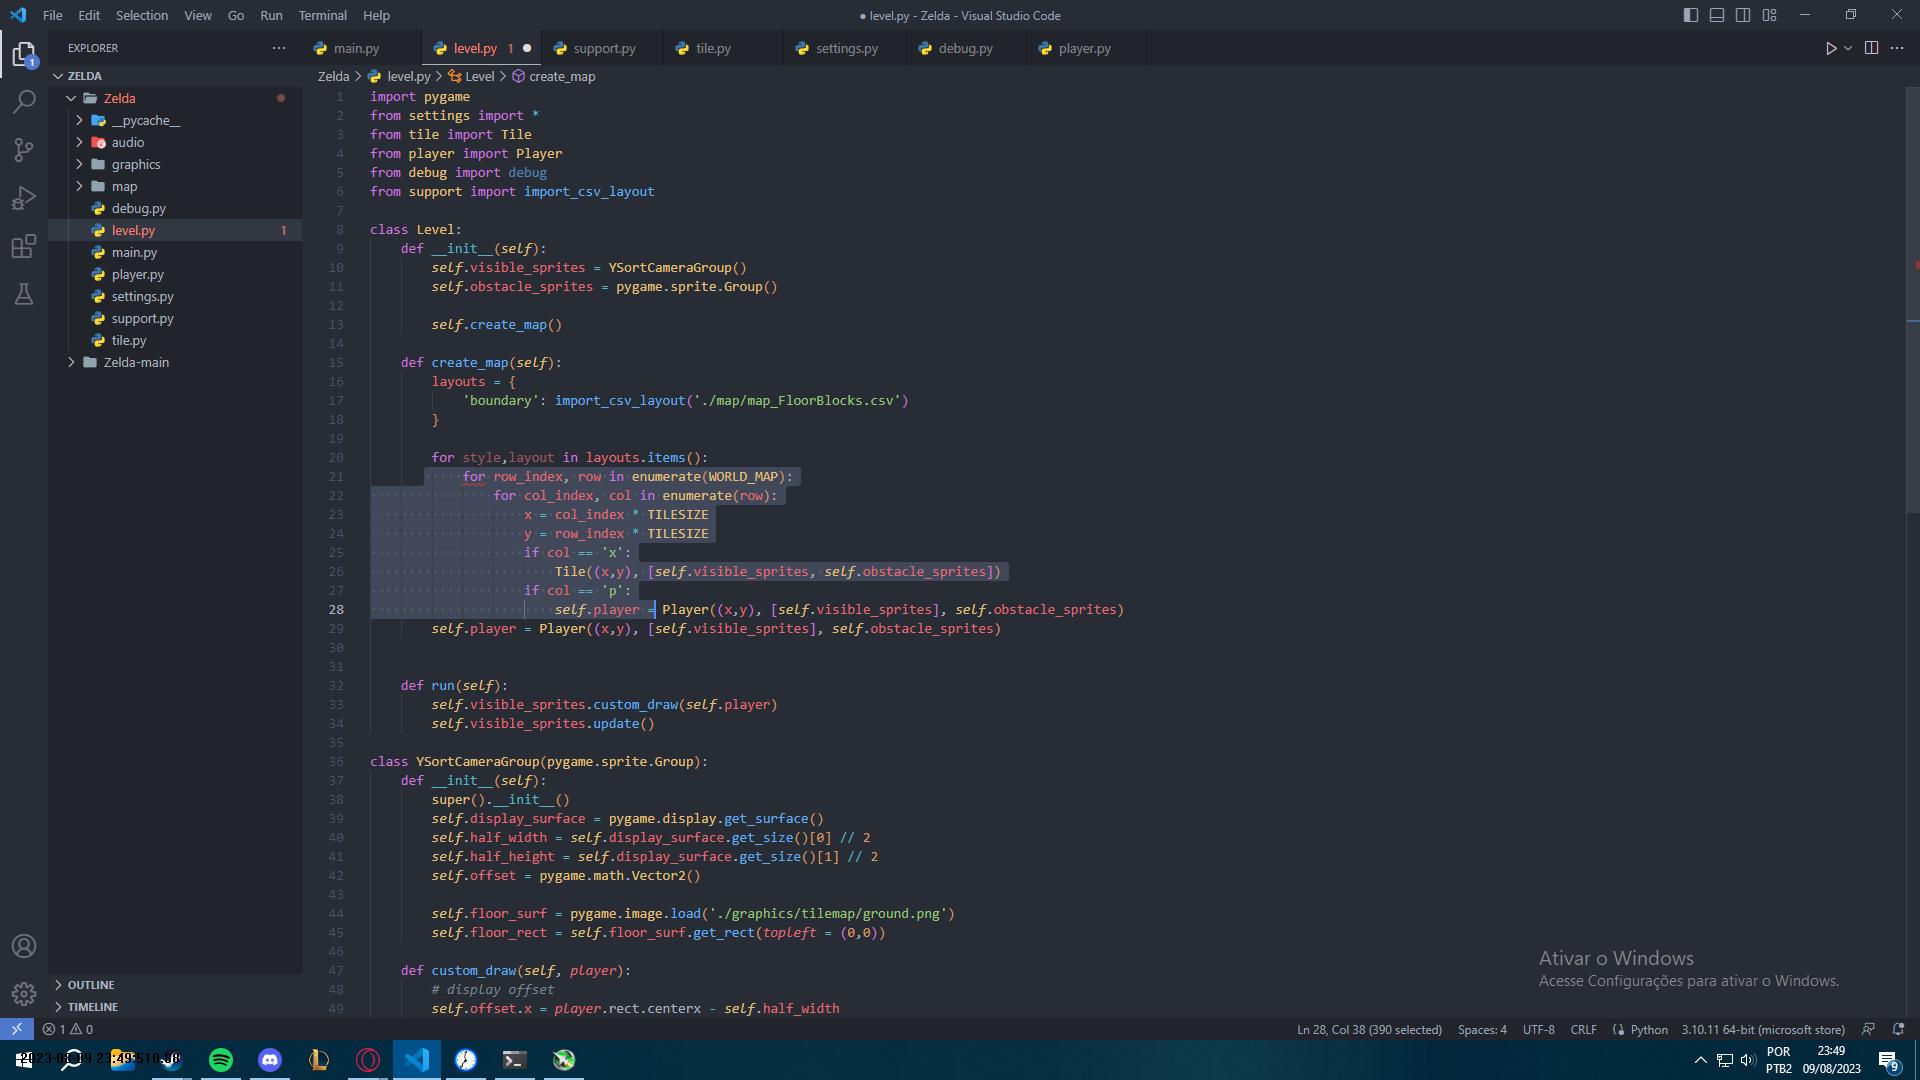 File Edit Selection View Go Run Terminal Help
● level.py - Zelda - Visual Studio Code
EXPLORER
main.py
level.py 1
support.py
tile.py
settings.py
debug.py
player.py
ZELDA
Zelda
__pycache__
audio
graphics
map
debug.py
level.py 1
main.py
player.py
settings.py
support.py
tile.py
Zelda-main
OUTLINE
TIMELINE
Zelda > level.py > Level > create_map
1 import pygame
2 from settings import *
3 from tile import Tile
4 from player import Player
5 from debug import debug
6 from support import import_csv_layout
7
8 class Level:
9 def __init__(self):
10 self.visible_sprites = YSortCameraGroup()
11 self.obstacle_sprites = pygame.sprite.Group()
12
13 self.create_map()
14
15 def create_map(self):
16 layouts = {
17 'boundary': import_csv_layout('./map/map_FloorBlocks.csv')
18 }
19
20 for style,layout in layouts.items():
21 for row_index, row in enumerate(WORLD_MAP):
22 for col_index, col in enumerate(row):
23 x = col_index * TILESIZE
24 y = row_index * TILESIZE
25 if col == 'x':
26 Tile((x,y), [self.visible_sprites, self.obstacle_sprites])
27 if col == 'p':
28 self.player = Player((x,y), [self.visible_sprites], self.obstacle_sprites)
29 self.player = Player((x,y), [self.visible_sprites], self.obstacle_sprites)
30
31
32 def run(self):
33 self.visible_sprites.custom_draw(self.player)
34 self.visible_sprites.update()
35
36 class YSortCameraGroup(pygame.sprite.Group):
37 def __init__(self):
38 super().__init__()
39 self.display_surface = pygame.display.get_surface()
40 self.half_width = self.display_surface.get_size()[0] // 2
41 self.half_height = self.display_surface.get_size()[1] // 2
42 self.offset = pygame.math.Vector2()
43
44 self.floor_surf = pygame.image.load('./graphics/tilemap/ground.png')
45 self.floor_rect = self.floor_surf.get_rect(topleft = (0,0))
46
47 def custom_draw(self, player):
48 # display offset
49 self.offset.x = player.rect.centerx - self.half_width
Ativar o Windows
Acesse Configurações para ativar o Windows.
1 0
Ln 28, Col 38 (390 selected) Spaces: 4 UTF-8 CRLF Python 3.10.11 64-bit (microsoft store)
POR
PTB2
23:49
09/08/2023
9